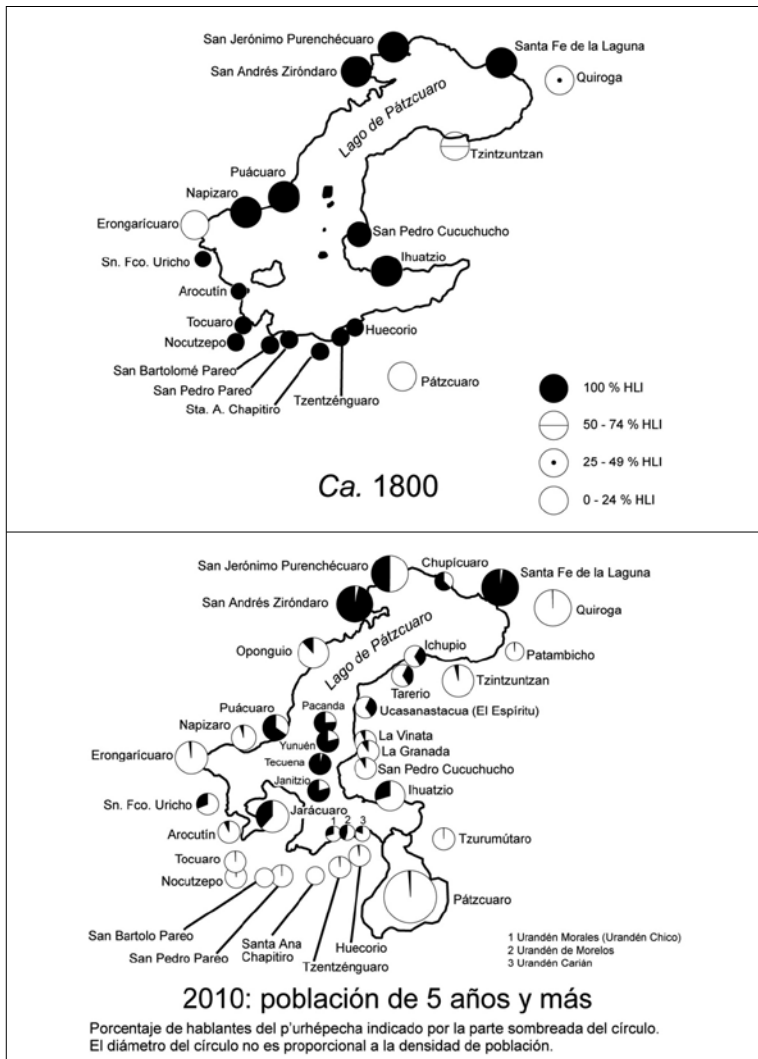 San Jerónimo Purenchécuaro
Santa Fe de la Laguna
San Andrés Ziróndaro
Quiroga
Lago de Pátzcuaro
Tzintzuntzan
Puácuaro
Napizaro
Erongarícuaro
San Pedro Cucuchucho
Sn. Fco. Uricho
Ihuatzio
Arocutín
Tocuaro
Huecorio
Nocutzepo
San Bartolomé Pareo
San Pedro Pareo
Sta. A. Chapitiro
Tzentzénguaro
Pátzcuaro
100 % HLI
50 - 74 % HLI
25 - 49 % HLI
0 - 24 % HLI
Ca. 1800
San Jerónimo Purenchécuaro
Chupícuaro
Santa Fe de la Laguna
San Andrés Ziróndaro
Quiroga
Oponguio
Lago de Pátzcuaro
Ichupio
Patambicho
Tzintzuntzan
Tarerio
Pacanda
Ucasanastacua (El Espíritu)
Puácuaro
Napizaro
Yunuén
La Vinata
La Granada
Erongarícuaro
Tecuena
San Pedro Cucuchucho
Janitzio
Ihuatzio
Sn. Fco. Uricho
Jarácuaro
1 2 3
Arocutín
Tzurumútaro
Tocuaro
Nocutzepo
Pátzcuaro
San Bartolo Pareo
San Pedro Pareo
Santa Ana
Chapitiro
Tzentzénguaro
Huecorio
1 Urandén Morales (Urandén Chico)
2 Urandén de Morelos
3 Urandén Carián
2010: población de 5 años y más
Porcentaje de hablantes del p'urhépecha indicado por la parte sombreada del círculo.
El diámetro del círculo no es proporcional a la densidad de población.